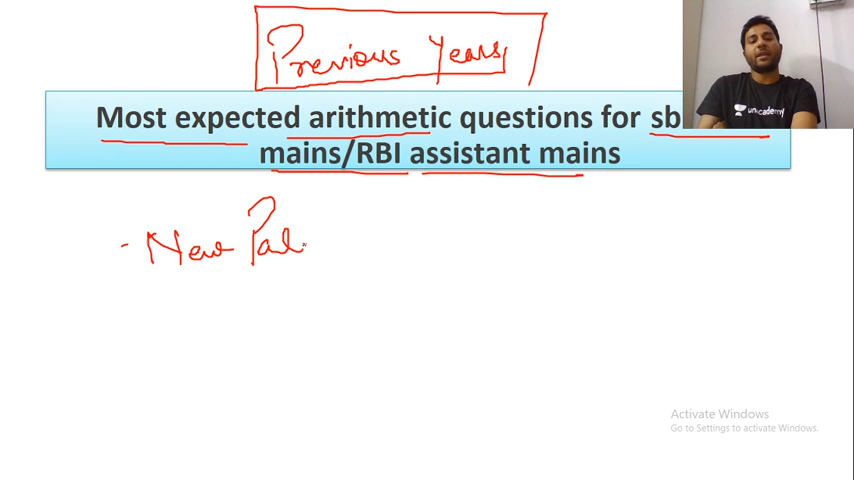 Previous Years
Most expected arithmetic questions for sb
mains/RBI assistant mains
unacademy
- New
Activate Windows
Go to Settings to activate Windows.